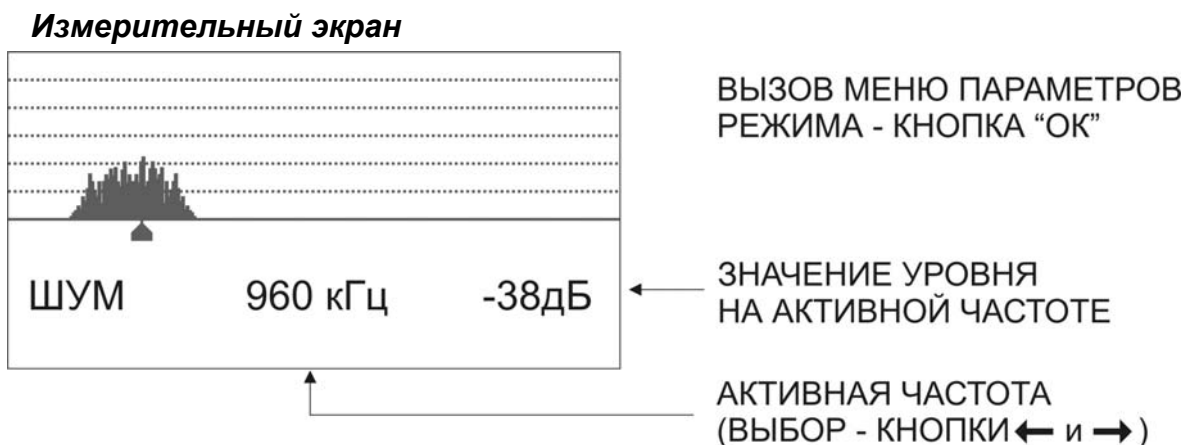 Измерительный экран
ВЫЗОВ МЕНЮ ПАРАМЕТРОВ
РЕЖИМА - КНОПКА “ОК”
ШУМ 960 кГц -38дБ
ЗНАЧЕНИЕ УРОВНЯ
НА АКТИВНОЙ ЧАСТОТЕ
АКТИВНАЯ ЧАСТОТА
(ВЫБОР - КНОПКИ ← и → )